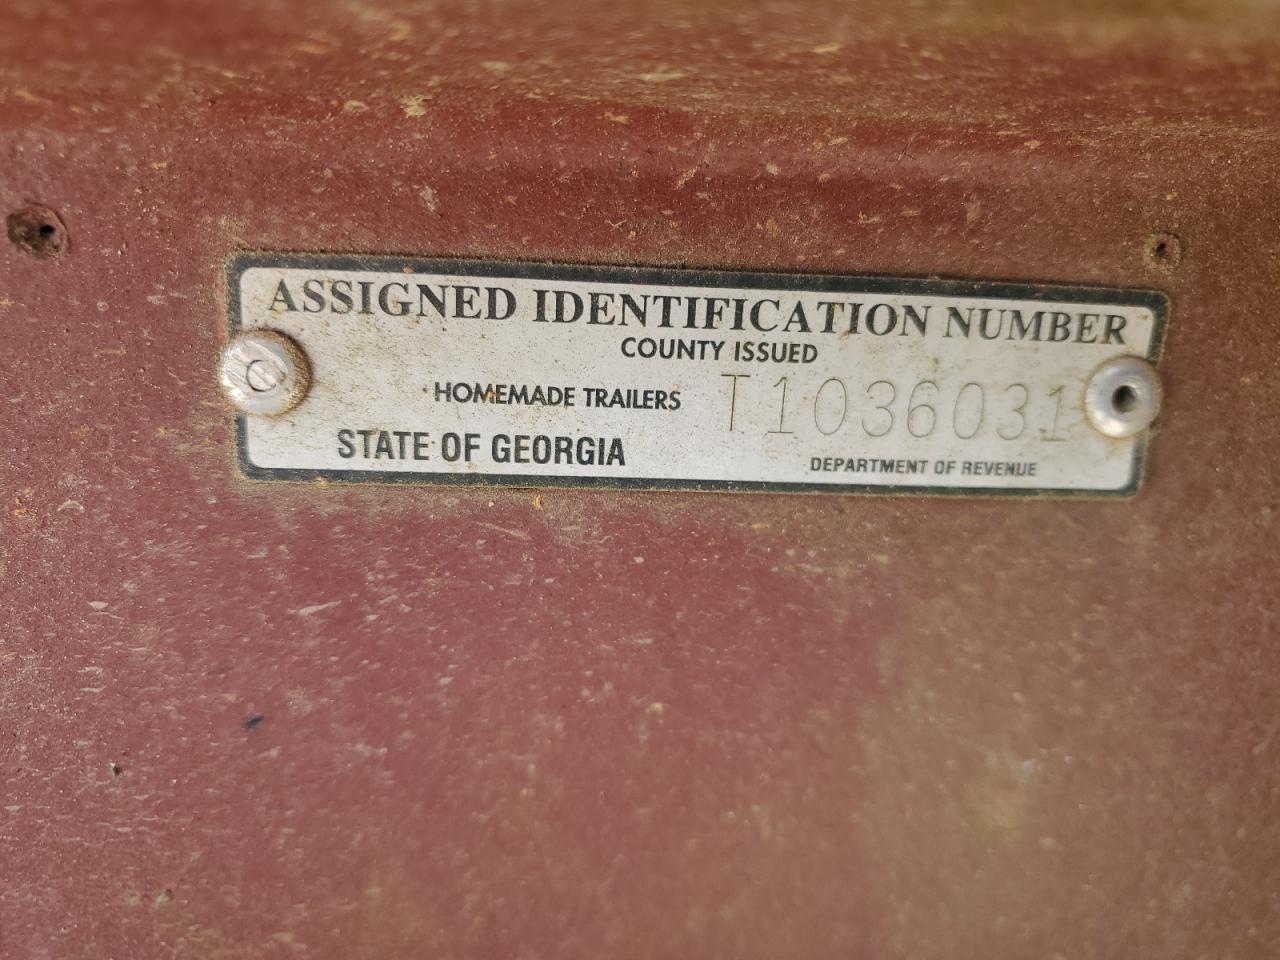 ASSIGNED IDENTIFICATION NUMBER
COUNTY ISSUED
HOMEMADE TRAILERS T1036031
STATE OF GEORGIA
DEPARTMENT OF REVENUE